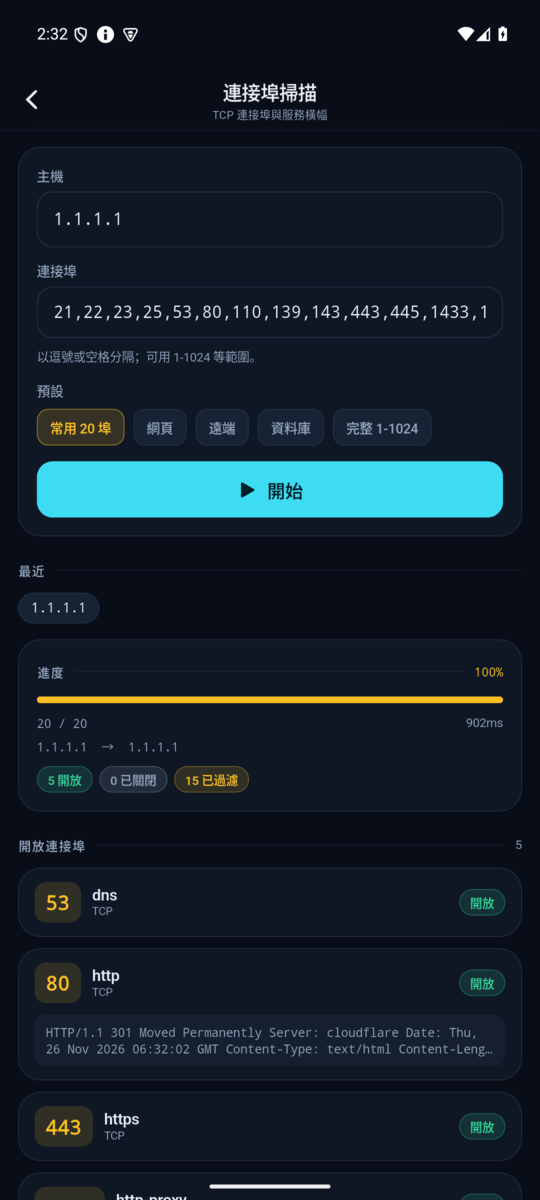 2:32
連接埠掃描
TCP 連接埠與服務橫幅
主機
1.1.1.1
連接埠
21,22,23,25,53,80,110,139,143,443,445,1433,1
以逗號或空格分隔；可用 1-1024 等範圍。
預設
常用 20 埠 網頁 遠端 資料庫 完整 1-1024
開始
最近
1.1.1.1
進度 100%
20 / 20 902ms
1.1.1.1 → 1.1.1.1
5 開放 0 已關閉 15 已過濾
開放連接埠 5
53 dns 開放
TCP
80 http 開放
TCP
HTTP/1.1 301 Moved Permanently Server: cloudflare Date: Thu,
26 Nov 2026 06:32:02 GMT Content-Type: text/html Content-Leng…
443 https 開放
TCP
http-proxy